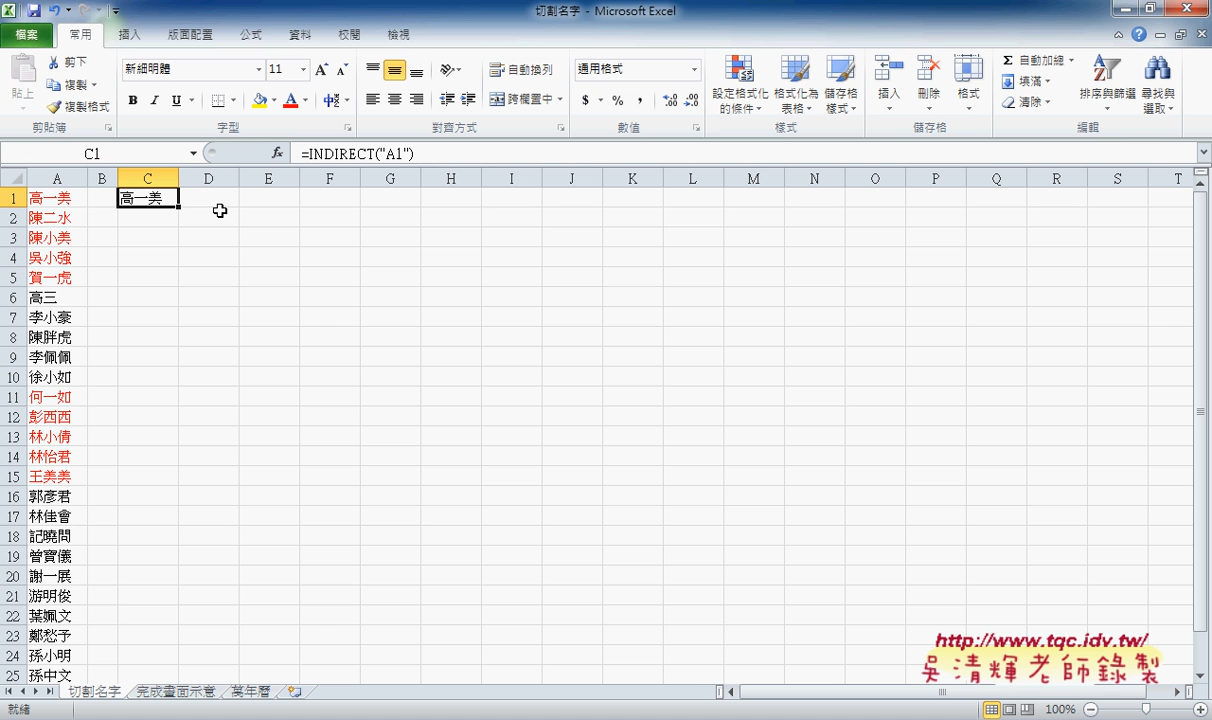 切割名字 - Microsoft Excel
檔案 常用 插入 版面配置 公式 資料 校閱 檢視
貼上 剪下 複製 複製格式 剪貼簿
新細明體 11 B I U 字型
自動換列 跨欄置中 對齊方式
通用格式 $ % , 數值
設定格式化的條件 格式化為表格 儲存格樣式 樣式
插入 刪除 格式 儲存格
Σ 自動加總 填滿 清除 排序與篩選 尋找與選取 編輯
C1 fx =INDIRECT("A1")
A B C D E F G H I J K L M N O P Q R S T
1 高一美 高一美
2 陳二水
3 陳小美
4 吳小強
5 賀一虎
6 高三
7 李小豪
8 陳胖虎
9 李佩佩
10 徐小如
11 何一如
12 彭西西
13 林小倩
14 林怡君
15 王美美
16 郭彥君
17 林佳會
18 記曉問
19 曾寶儀
20 謝一展
21 游明俊
22 葉姵文
23 鄭愁予
24 孫小明
25 孫中文
http://www.tqc.idv.tw/
吳清輝老師錄製
切割名字 完成畫面示意 萬年曆
就緒 100%